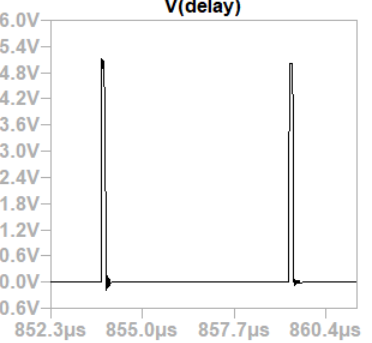 V(delay)
6.0V
5.4V
4.8V
4.2V
3.6V
3.0V
2.4V
1.8V
1.2V
0.6V
0.0V
0.6V
852.3µs 855.0µs 857.7µs 860.4µs